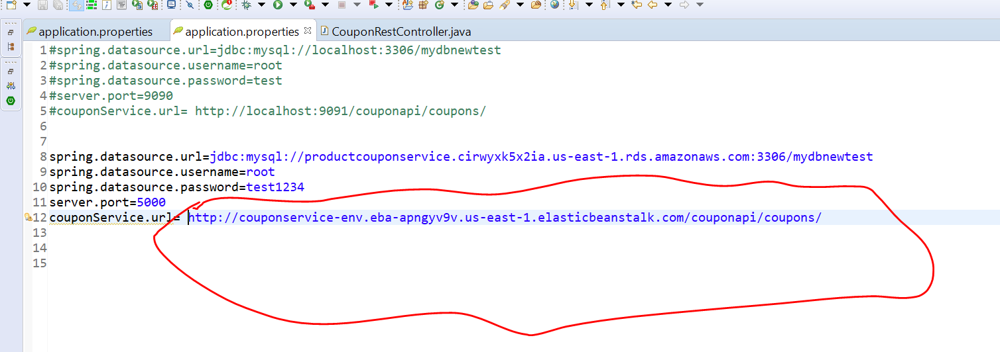 application.properties
application.properties
CouponRestController.java
1 #spring.datasource.url=jdbc:mysql://localhost:3306/mydbnewtest
2 #spring.datasource.username=root
3 #spring.datasource.password=test
4 #server.port=9090
5 #couponService.url= http://localhost:9091/couponapi/coupons/
6
7
8 spring.datasource.url=jdbc:mysql://productcouponservice.cirwyxk5x2ia.us-east-1.rds.amazonaws.com:3306/mydbnewtest
9 spring.datasource.username=root
10 spring.datasource.password=test1234
11 server.port=5000
12 couponService.url= http://couponservice-env.eba-apngyv9v.us-east-1.elasticbeanstalk.com/couponapi/coupons/
13
14
15